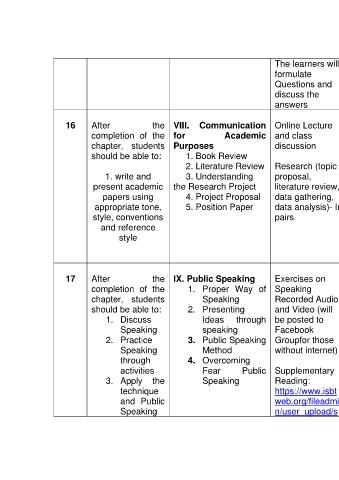 The learners will
formulate
Questions and
discuss the
answers
16
After the
completion of the
chapter, students
should be able to:
1. write and
present academic
papers using
appropriate tone,
style, conventions
and reference
style
VIII. Communication
for Academic
Purposes
1. Book Review
2. Literature Review
3. Understanding
the Research Project
4. Project Proposal
5. Position Paper
Online Lecture
and class
discussion
Research (topic
proposal,
literature review,
data gathering,
data analysis)- In
pairs
17
After the
completion of the
chapter, students
should be able to:
1. Discuss
Speaking
2. Practice
Speaking
through
activities
3. Apply the
technique
and Public
Speaking
IX. Public Speaking
1. Proper Way of
Speaking
2. Presenting
Ideas through
speaking
3. Public Speaking
Method
4. Overcoming
Fear Public
Speaking
Exercises on
Speaking
Recorded Audio
and Video (will
be posted to
Facebook
Groupfor those
without internet)
Supplementary
Reading:
https://www.isbt
web.org/fileadmi
n/user_upload/s